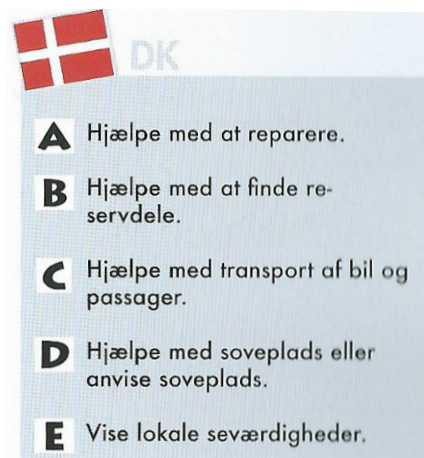 DK
A Hjælpe med at reparere.
B Hjælpe med at finde re-
servdele.
C Hjælpe med transport af bil og
passager.
D Hjælpe med soveplads eller
anvise soveplads.
E Vise lokale seværdigheder.